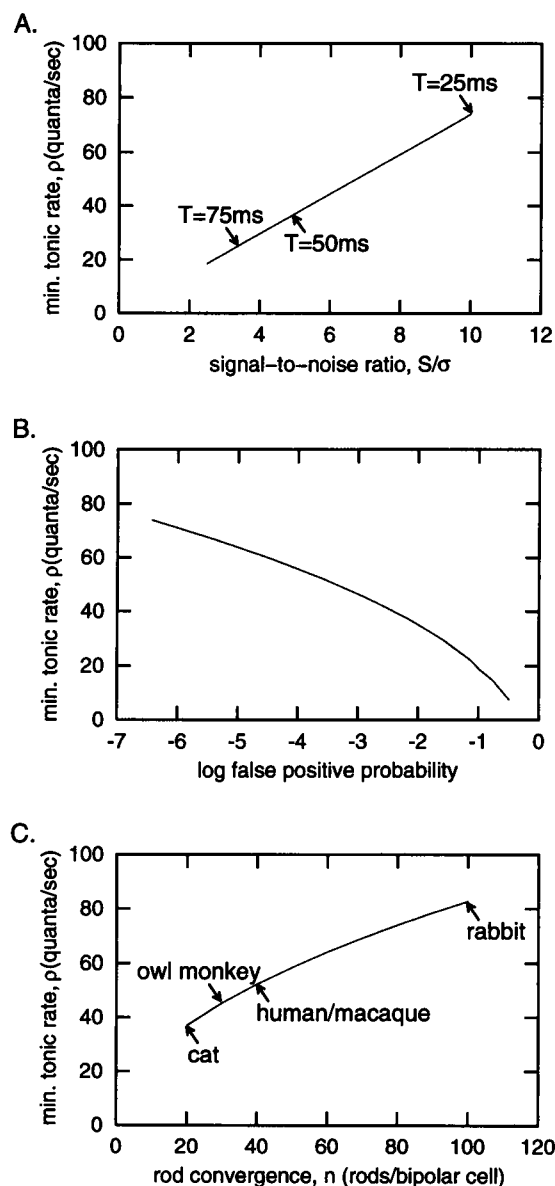 A.
min. tonic rate, ρ(quanta/sec)
100
80
60
40
20
0
T=25ms
T=75ms
T=50ms
0 2 4 6 8 10 12
signal−to−noise ratio, S/σ
B.
min. tonic rate, ρ(quanta/sec)
100
80
60
40
20
0
-7 -6 -5 -4 -3 -2 -1 0
log false positive probability
C.
min. tonic rate, ρ(quanta/sec)
100
80
60
40
20
0
rabbit
owl monkey
human/macaque
cat
0 20 40 60 80 100 120
rod convergence, n (rods/bipolar cell)